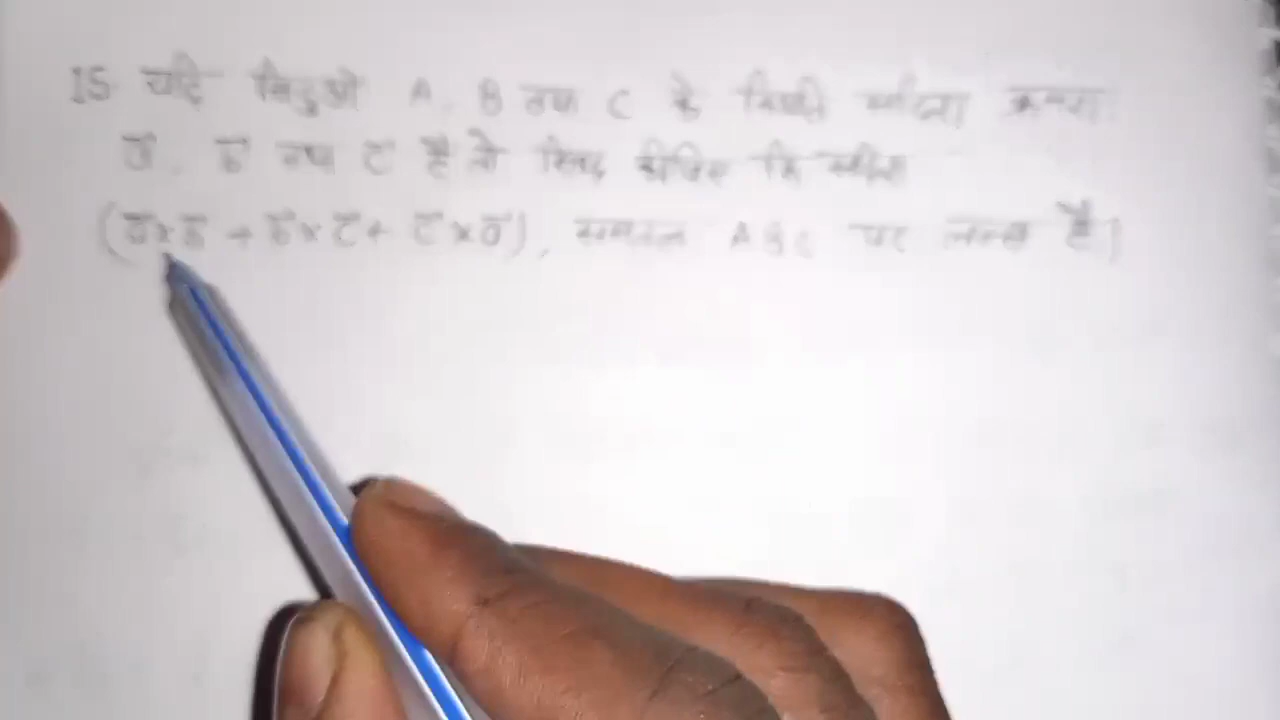 15 यदि बिंदुओ A, B तथा C के स्थिति सदिश क्रमशः
a⃗, b⃗ तथा c⃗ है तो सिद्ध कीजिए कि सदिश
(a⃗×b⃗ + b⃗×c⃗ + c⃗×a⃗), समतल ABC पर लम्ब है|